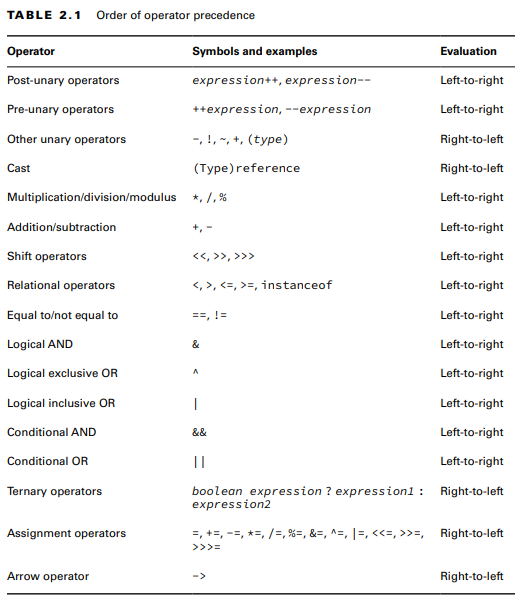 TABLE 2.1 Order of operator precedence
Operator Symbols and examples Evaluation
Post-unary operators expression++, expression-- Left-to-right
Pre-unary operators ++expression, --expression Left-to-right
Other unary operators -, !, ~, +, (type) Right-to-left
Cast (Type)reference Right-to-left
Multiplication/division/modulus *, /, % Left-to-right
Addition/subtraction +, - Left-to-right
Shift operators <<, >>, >>> Left-to-right
Relational operators <, >, <=, >=, instanceof Left-to-right
Equal to/not equal to ==, != Left-to-right
Logical AND & Left-to-right
Logical exclusive OR ^ Left-to-right
Logical inclusive OR | Left-to-right
Conditional AND && Left-to-right
Conditional OR || Left-to-right
Ternary operators boolean expression ? expression1 : Right-to-left
expression2
Assignment operators =, +=, -=, *=, /=, %=, &=, ^=, |=, <<=, >>=, Right-to-left
>>>=
Arrow operator -> Right-to-left